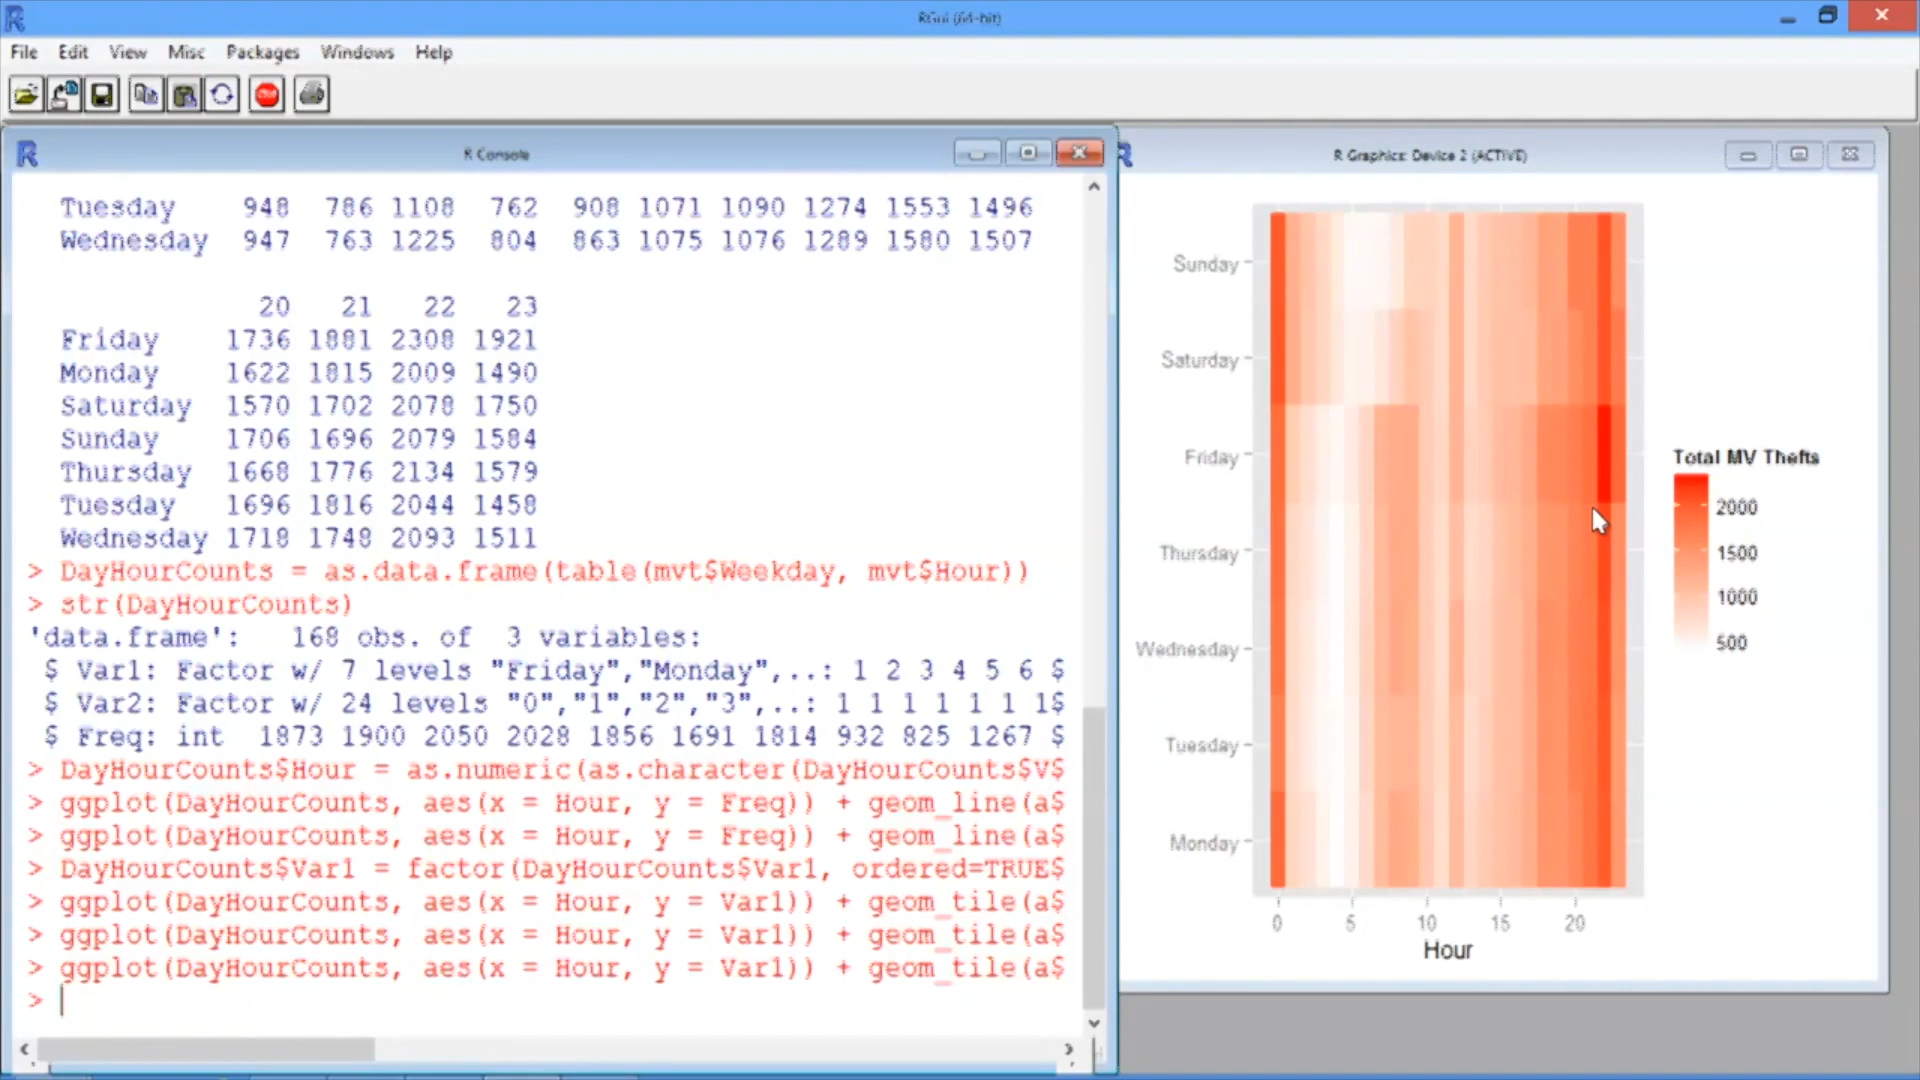 RGui (64-bit)
File Edit View Misc Packages Windows Help
STOP
R Console
Tuesday 948 786 1108 762 908 1071 1090 1274 1553 1496
Wednesday 947 763 1225 804 863 1075 1076 1289 1580 1507
20 21 22 23
Friday 1736 1881 2308 1921
Monday 1622 1815 2009 1490
Saturday 1570 1702 2078 1750
Sunday 1706 1696 2079 1584
Thursday 1668 1776 2134 1579
Tuesday 1696 1816 2044 1458
Wednesday 1718 1748 2093 1511
> DayHourCounts = as.data.frame(table(mvt$Weekday, mvt$Hour))
> str(DayHourCounts)
'data.frame': 168 obs. of 3 variables:
$ Var1: Factor w/ 7 levels "Friday","Monday",..: 1 2 3 4 5 6 $
$ Var2: Factor w/ 24 levels "0","1","2","3",..: 1 1 1 1 1 1 1$
$ Freq: int 1873 1900 2050 2028 1856 1691 1814 932 825 1267 $
> DayHourCounts$Hour = as.numeric(as.character(DayHourCounts$V$
> ggplot(DayHourCounts, aes(x = Hour, y = Freq)) + geom_line(a$
> ggplot(DayHourCounts, aes(x = Hour, y = Freq)) + geom_line(a$
> DayHourCounts$Var1 = factor(DayHourCounts$Var1, ordered=TRUE$
> ggplot(DayHourCounts, aes(x = Hour, y = Var1)) + geom_tile(a$
> ggplot(DayHourCounts, aes(x = Hour, y = Var1)) + geom_tile(a$
> ggplot(DayHourCounts, aes(x = Hour, y = Var1)) + geom_tile(a$
>
R Graphics: Device 2 (ACTIVE)
Sunday
Saturday
Friday
Thursday
Wednesday
Tuesday
Monday
0 5 10 15 20
Hour
Total MV Thefts
2000
1500
1000
500